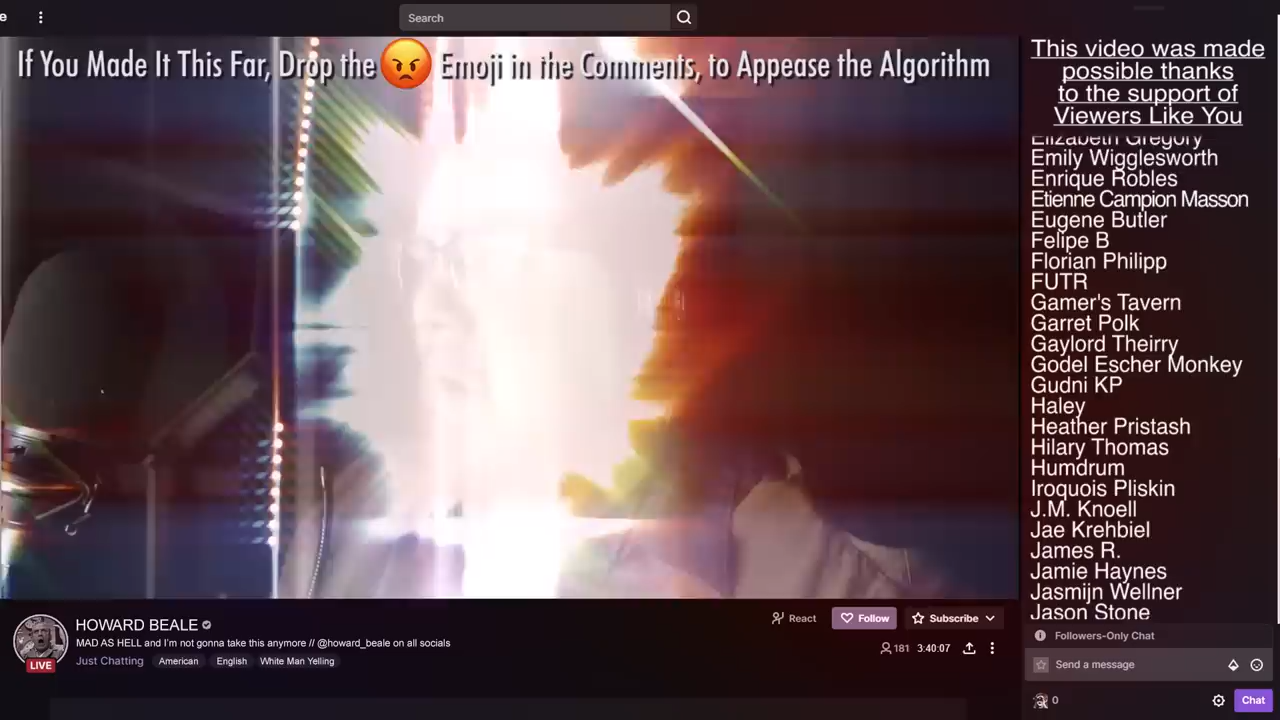 Search
If You Made It This Far, Drop the 😡 Emoji in the Comments, to Appease the Algorithm
This video was made
possible thanks
to the support of
Viewers Like You
Elizabeth Gregory
Emily Wigglesworth
Enrique Robles
Etienne Campion Masson
Eugene Butler
Felipe B
Florian Philipp
FUTR
Gamer's Tavern
Garret Polk
Gaylord Theirry
Godel Escher Monkey
Gudni KP
Haley
Heather Pristash
Hilary Thomas
Humdrum
Iroquois Pliskin
J.M. Knoell
Jae Krehbiel
James R.
Jamie Haynes
Jasmijn Wellner
Jason Stone
HOWARD BEALE
MAD AS HELL and I'm not gonna take this anymore // @howard_beale on all socials
Just Chatting American English White Man Yelling
LIVE
React Follow Subscribe
181 3:40:07
Followers-Only Chat
Send a message
0 Chat